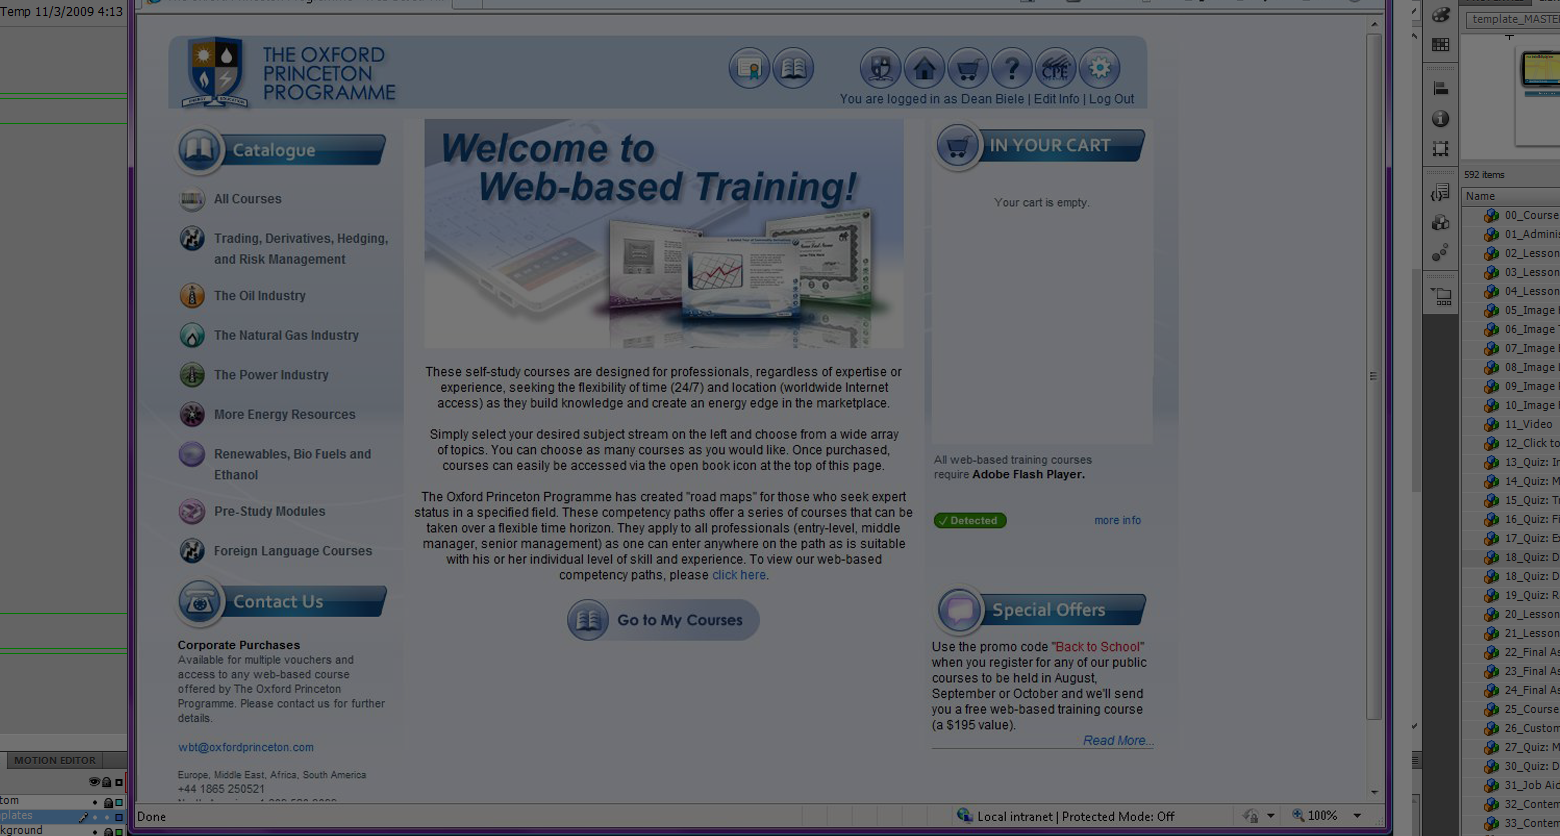 Temp 11/3/2009 4:13
THE OXFORD
PRINCETON
PROGRAMME
CPE
You are logged in as Dean Biele | Edit Info | Log Out
Catalogue
All Courses
Trading, Derivatives, Hedging,
and Risk Management
The Oil Industry
The Natural Gas Industry
The Power Industry
More Energy Resources
Renewables, Bio Fuels and
Ethanol
Pre-Study Modules
Foreign Language Courses
Contact Us
Corporate Purchases
Available for multiple vouchers and
access to any web-based course
offered by The Oxford Princeton
Programme. Please contact us for further
details.
wbt@oxfordprinceton.com
Europe, Middle East, Africa, South America
+44 1865 250521
Welcome to
Web-based Training!
These self-study courses are designed for professionals, regardless of expertise or
experience, seeking the flexibility of time (24/7) and location (worldwide Internet
access) as they build knowledge and create an energy edge in the marketplace.
Simply select your desired subject stream on the left and choose from a wide array
of topics. You can choose as many courses as you would like. Once purchased,
courses can easily be accessed via the open book icon at the top of this page.
The Oxford Princeton Programme has created "road maps" for those who seek expert
status in a specified field. These competency paths offer a series of courses that can be
taken over a flexible time horizon. They apply to all professionals (entry-level, middle
manager, senior management) as one can enter anywhere on the path as is suitable
with his or her individual level of skill and experience. To view our web-based
competency paths, please click here.
Go to My Courses
IN YOUR CART
Your cart is empty.
All web-based training courses
require Adobe Flash Player.
✓ Detected
more info
Special Offers
Use the promo code "Back to School"
when you register for any of our public
courses to be held in August,
September or October and we'll send
you a free web-based training course
(a $195 value).
Read More...
Done
Local intranet | Protected Mode: Off
100%
MOTION EDITOR
tom
plates
kground
template_MASTE
592 items
Name
00_Course
01_Adminis
02_Lesson
03_Lesson
04_Lesson
05_Image
06_Image
07_Image
08_Image
09_Image
10_Image
11_Video
12_Click to
13_Quiz: In
14_Quiz: M
15_Quiz: Tr
16_Quiz: Fi
17_Quiz: Ex
18_Quiz: D
18_Quiz: D
19_Quiz: R
20_Lesson
21_Lesson
22_Final As
23_Final As
24_Final As
25_Course
26_Custom
27_Quiz: M
30_Quiz: D
31_Job Aid
32_Conten
33_Conten